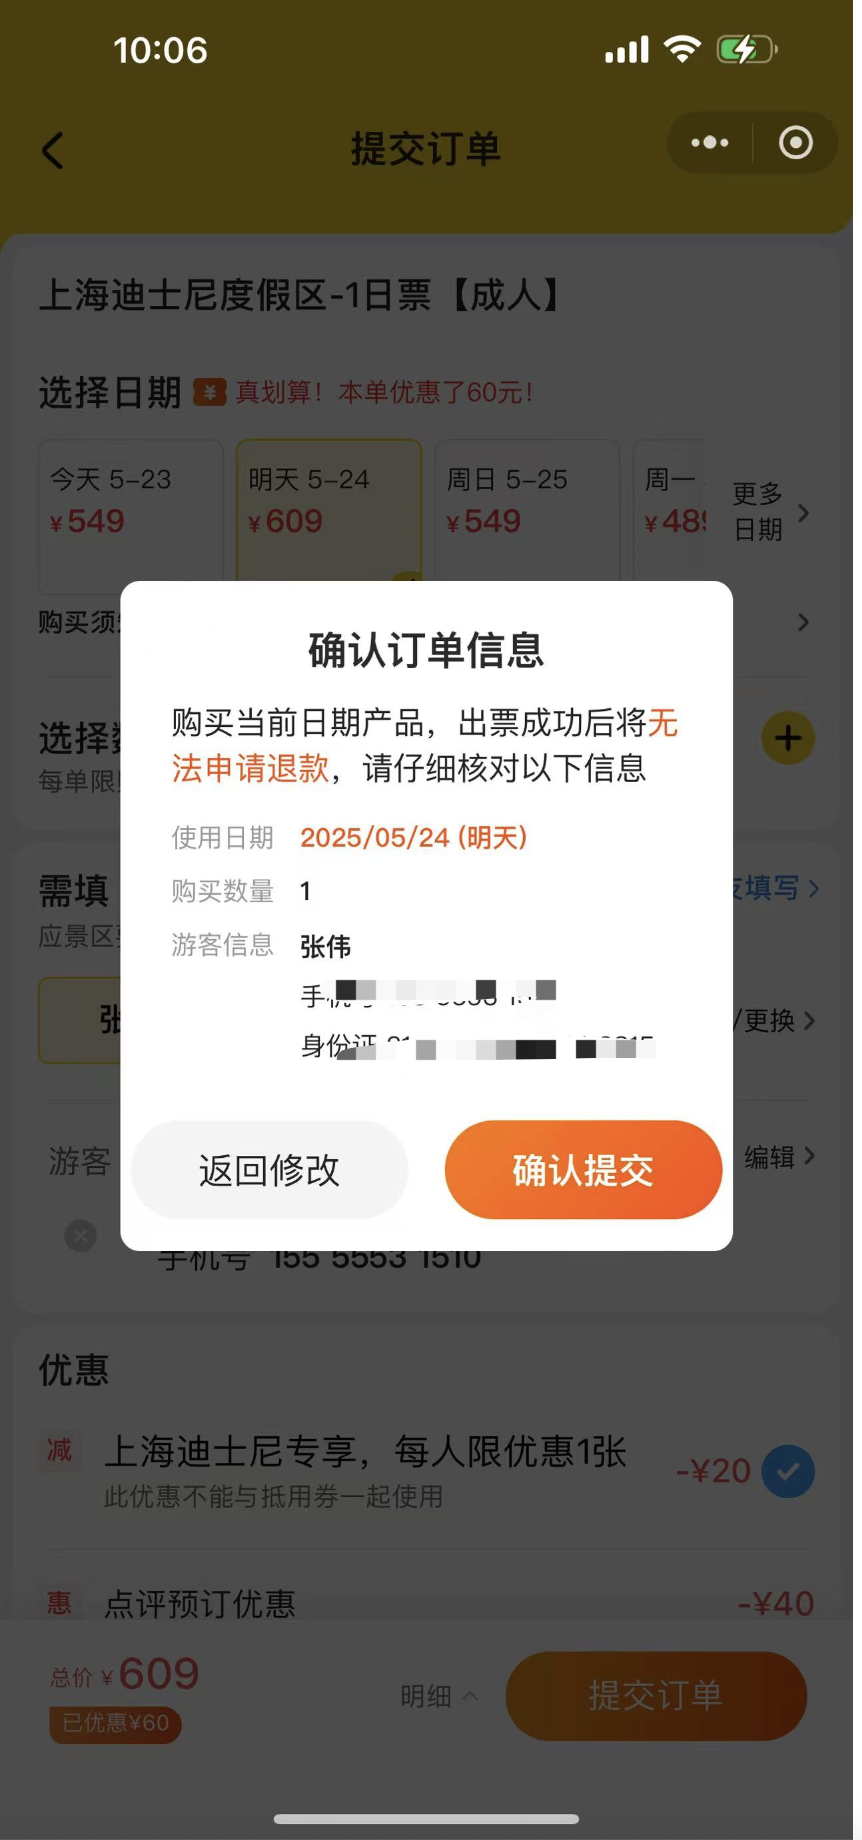 10:06
提交订单
上海迪士尼度假区-1日票【成人】
选择日期 ¥ 真划算！本单优惠了60元！
今天 5-23
¥549
明天 5-24
¥609
周日 5-25
¥549
周一
¥489
更多
日期
购买须
确认订单信息
购买当前日期产品，出票成功后将无
法申请退款，请仔细核对以下信息
使用日期 2025/05/24 (明天)
购买数量 1
游客信息 张伟
手机
身份证
返回修改
确认提交
选择
每单限
需填
填写
应景区
张
/更换
游客
编辑
手机号 155 5553 1510
优惠
减 上海迪士尼专享，每人限优惠1张
-¥20
此优惠不能与抵用券一起使用
惠 点评预订优惠
-¥40
总价 ¥609
已优惠¥60
明细
提交订单